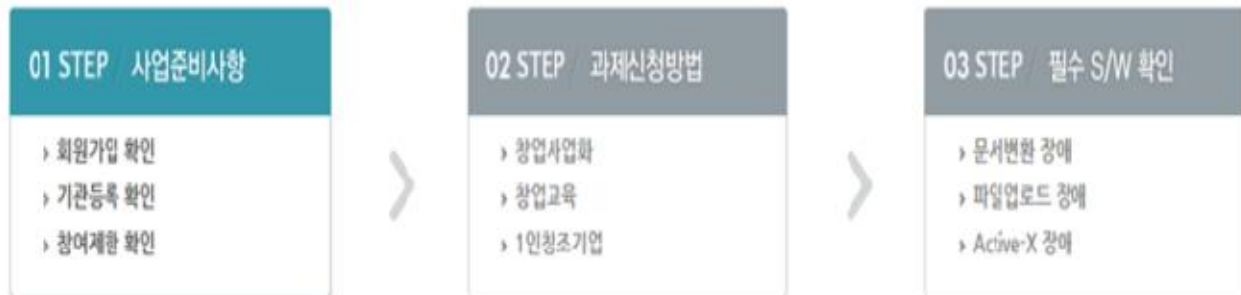 01 STEP / 사업준비사항
› 회원가입 확인
› 기관등록 확인
› 참여제한 확인
02 STEP / 과제신청방법
› 창업사업화
› 창업교육
› 1인창조기업
03 STEP / 필수 S/W 확인
› 문서변환 장애
› 파일업로드 장애
› Active-X 장애